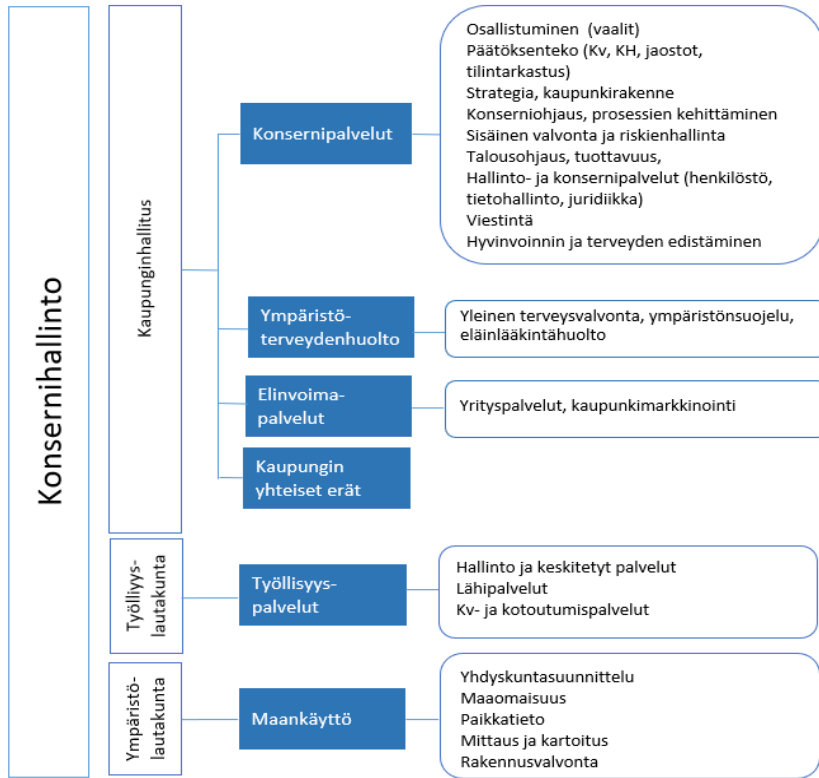 Konsernihallinto
Kaupunginhallitus
Konsernipalvelut
Osallistuminen (vaalit)
Päätöksenteko (Kv, KH, jaostot,
tilintarkastus)
Strategia, kaupunkirakenne
Konserniohjaus, prosessien kehittäminen
Sisäinen valvonta ja riskienhallinta
Talousohjaus, tuottavuus,
Hallinto- ja konsernipalvelut (henkilöstö,
tietohallinto, juridiikka)
Viestintä
Hyvinvoinnin ja terveyden edistäminen
Ympäristö-
terveydenhuolto
Yleinen terveysvalvonta, ympäristönsuojelu,
eläinlääkintähuolto
Elinvoima-
palvelut
Yrityspalvelut, kaupunkimarkkinointi
Kaupungin
yhteiset erät
Työlliyys-
lautakunta
Työllisyys-
palvelut
Hallinto ja keskitetyt palvelut
Lähipalvelut
Kv- ja kotoutumispalvelut
Ympäristö-
lautakunta
Maankäyttö
Yhdyskuntasuunnittelu
Maaomaisuus
Paikkatieto
Mittaus ja kartoitus
Rakennusvalvonta